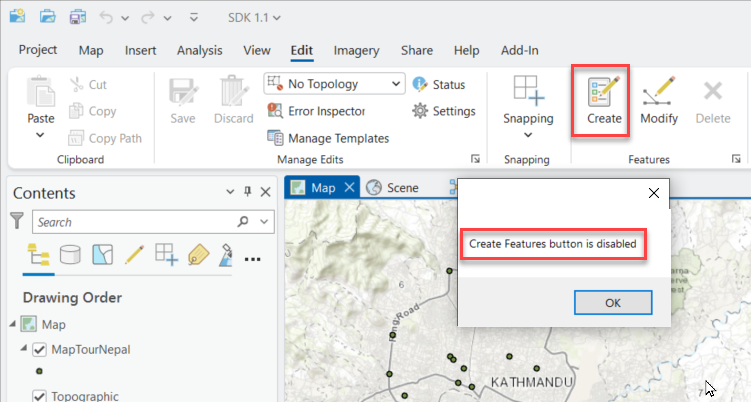 SDK 1.1
Project Map Insert Analysis View Edit Imagery Share Help Add-In
Paste
Cut
Copy
Copy Path
Clipboard
Save
Discard
No Topology
Error Inspector
Manage Templates
Status
Settings
Manage Edits
Snapping
Snapping
Create
Modify
Delete
Features
Contents
Search
Drawing Order
Map
MapTourNepal
Topographic
Map
Scene
Create Features button is disabled
OK
6
KATHMANDU
7